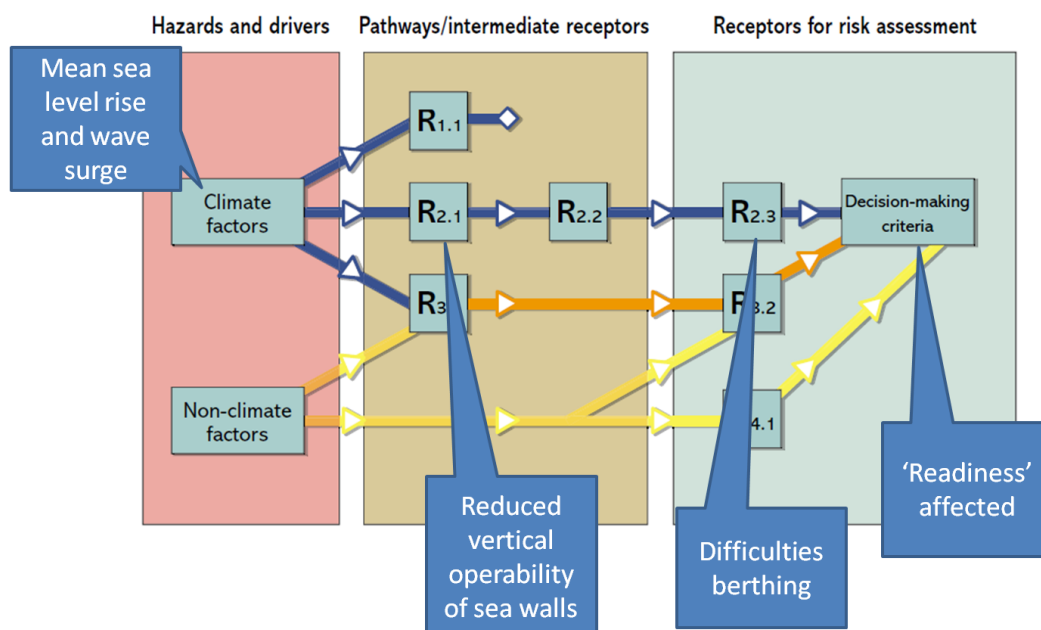 Hazards and drivers
Pathways/intermediate receptors
Receptors for risk assessment
Mean sea
level rise
and wave
surge
R1.1
Climate
factors
R2.1
R2.2
R2.3
Decision-making
criteria
R3
3.2
Non-climate
factors
4.1
Reduced
vertical
operability
of sea walls
Difficulties
berthing
‘Readiness’
affected